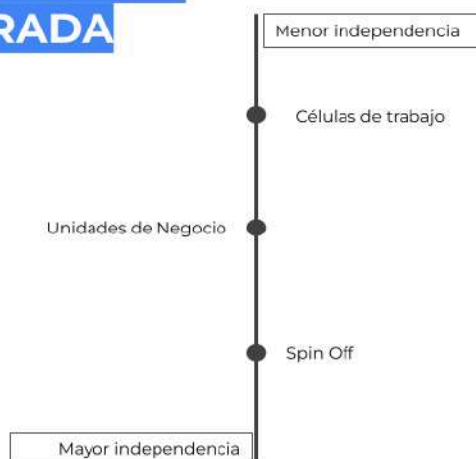 RADA
Menor independencia
Células de trabajo
Unidades de Negocio
Spin Off
Mayor independencia